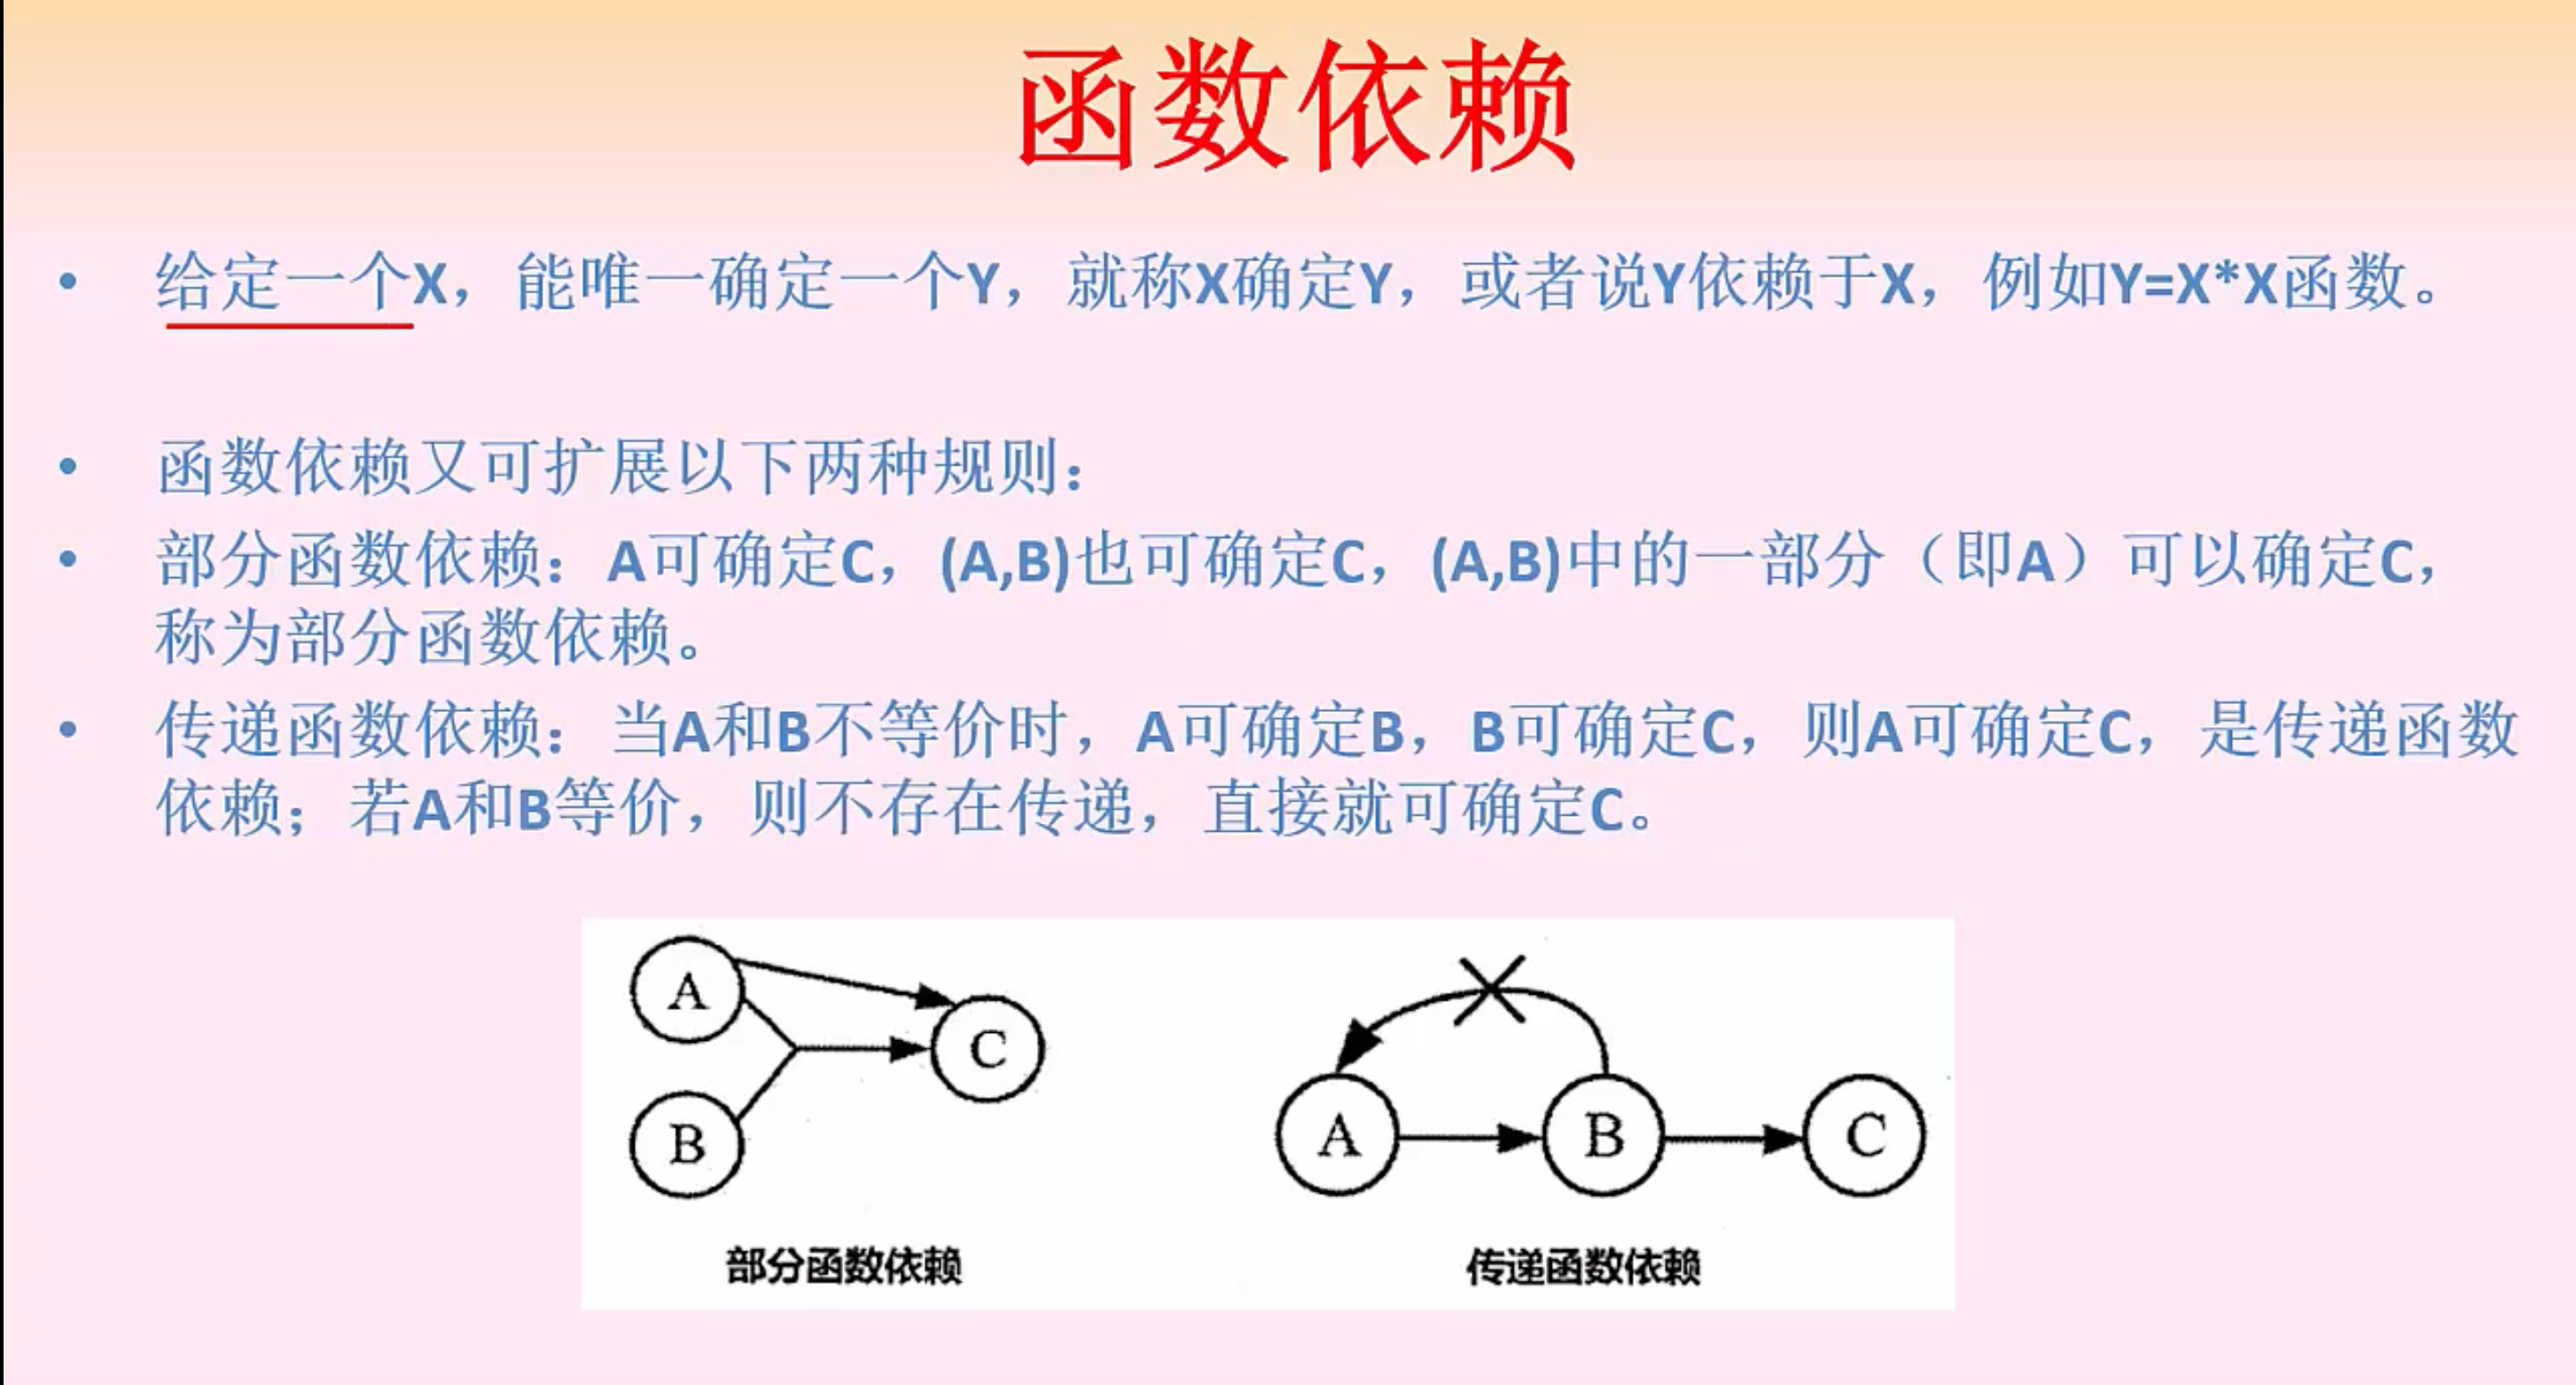 函数依赖
• 给定一个X，能唯一确定一个Y，就称X确定Y，或者说Y依赖于X，例如Y=X*X函数。
• 函数依赖又可扩展以下两种规则：
• 部分函数依赖：A可确定C，(A,B)也可确定C，(A,B)中的一部分（即A）可以确定C，
称为部分函数依赖。
• 传递函数依赖：当A和B不等价时，A可确定B，B可确定C，则A可确定C，是传递函数
依赖；若A和B等价，则不存在传递，直接就可确定C。
A
C
B
部分函数依赖
A
B
C
传递函数依赖